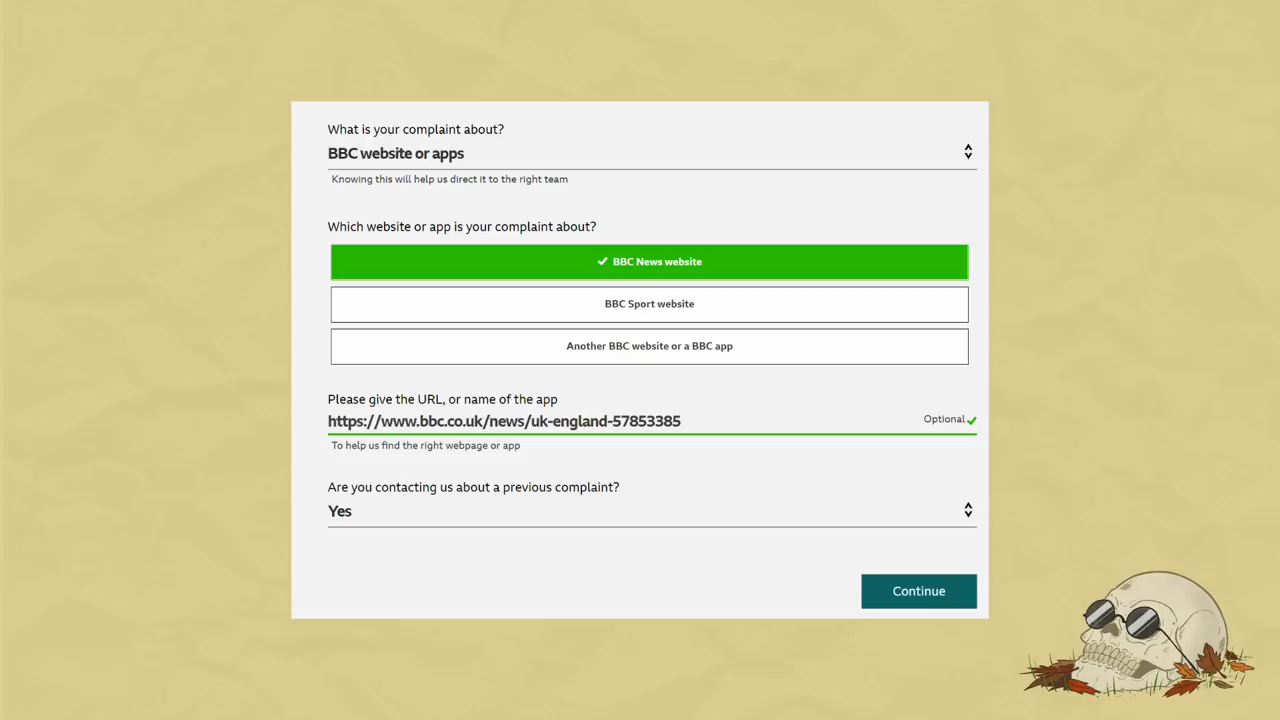 What is your complaint about?
BBC website or apps
Knowing this will help us direct it to the right team
Which website or app is your complaint about?
BBC News website
BBC Sport website
Another BBC website or a BBC app
Please give the URL, or name of the app
https://www.bbc.co.uk/news/uk-england-57853385
Optional
To help us find the right webpage or app
Are you contacting us about a previous complaint?
Yes
Continue